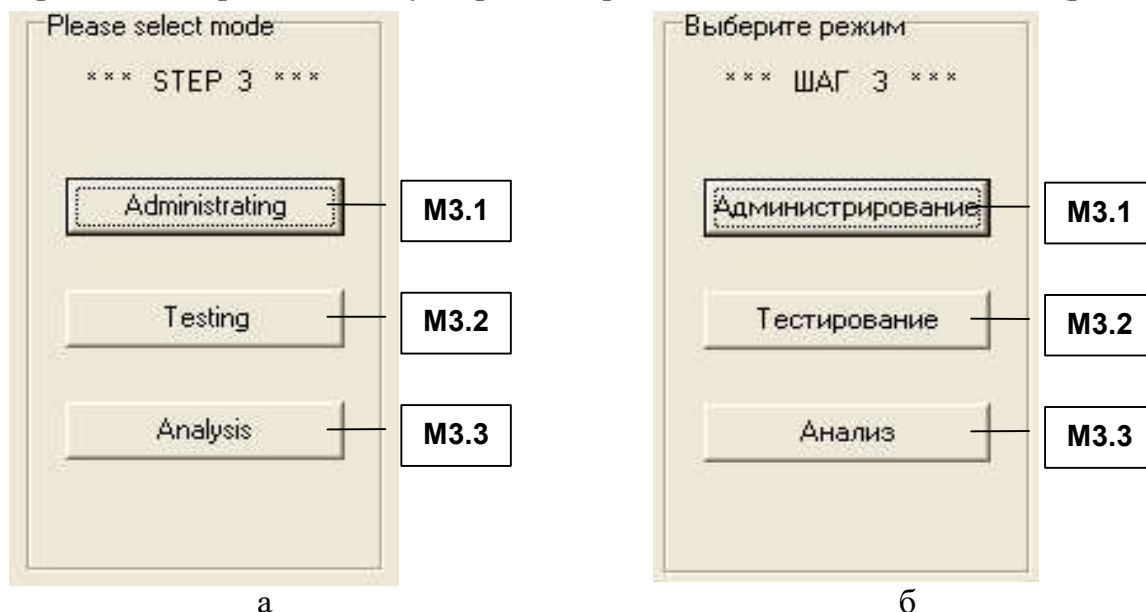 Please select mode
*** STEP 3 ***
Administrating
M3.1
Testing
M3.2
Analysis
M3.3
а
Выберите режим
*** ШАГ 3 ***
Администрирование
M3.1
Тестирование
M3.2
Анализ
M3.3
б